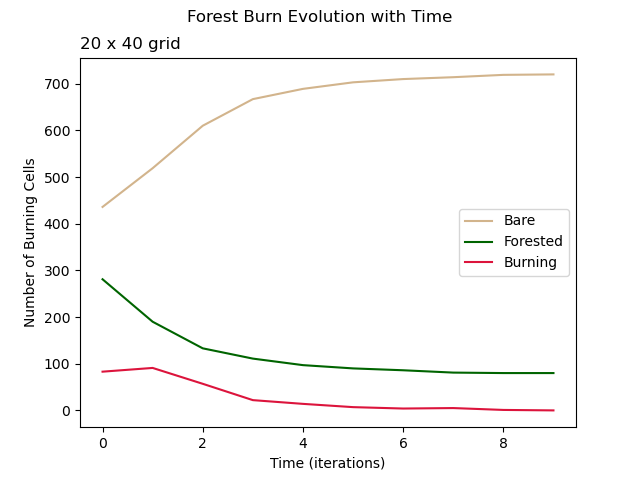 Forest Burn Evolution with Time
20 x 40 grid
Number of Burning Cells
700
600
500
400
300
200
100
0
Bare
Forested
Burning
0 2 4 6 8
Time (iterations)